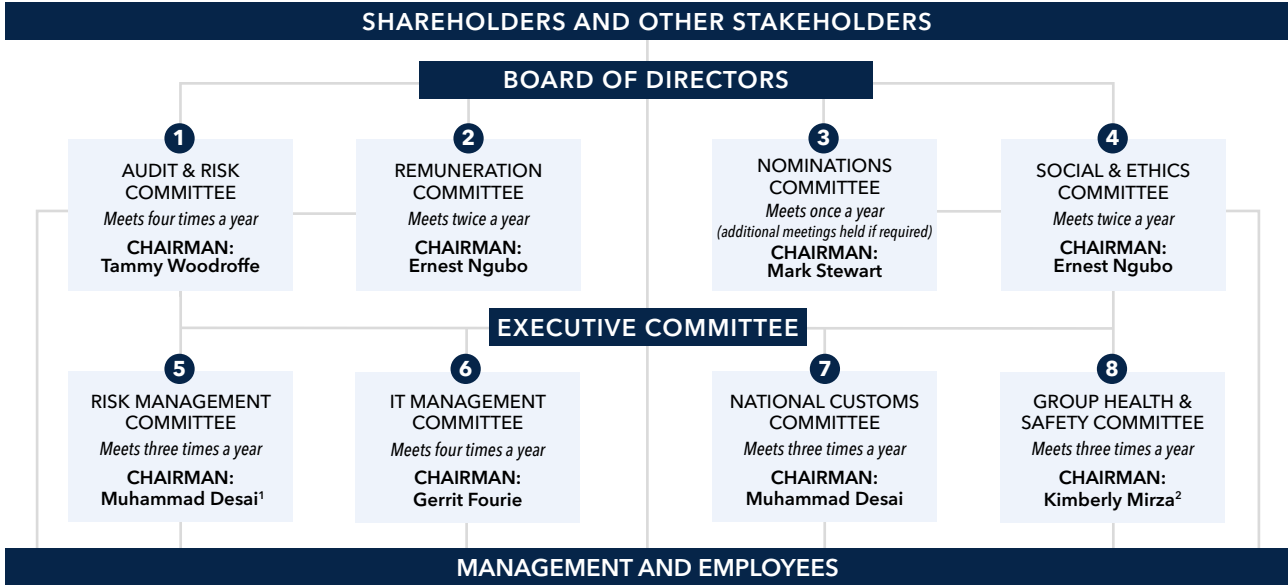 SHAREHOLDERS AND OTHER STAKEHOLDERS
BOARD OF DIRECTORS
1
AUDIT & RISK
COMMITTEE
Meets four times a year
CHAIRMAN:
Tammy Woodroffe
2
REMUNERATION
COMMITTEE
Meets twice a year
CHAIRMAN:
Ernest Ngubo
3
NOMINATIONS
COMMITTEE
Meets once a year
(additional meetings held if required)
CHAIRMAN:
Mark Stewart
4
SOCIAL & ETHICS
COMMITTEE
Meets twice a year
CHAIRMAN:
Ernest Ngubo
EXECUTIVE COMMITTEE
5
RISK MANAGEMENT
COMMITTEE
Meets three times a year
CHAIRMAN:
Muhammad Desai¹
6
IT MANAGEMENT
COMMITTEE
Meets four times a year
CHAIRMAN:
Gerrit Fourie
7
NATIONAL CUSTOMS
COMMITTEE
Meets three times a year
CHAIRMAN:
Muhammad Desai
8
GROUP HEALTH &
SAFETY COMMITTEE
Meets three times a year
CHAIRMAN:
Kimberly Mirza²
MANAGEMENT AND EMPLOYEES